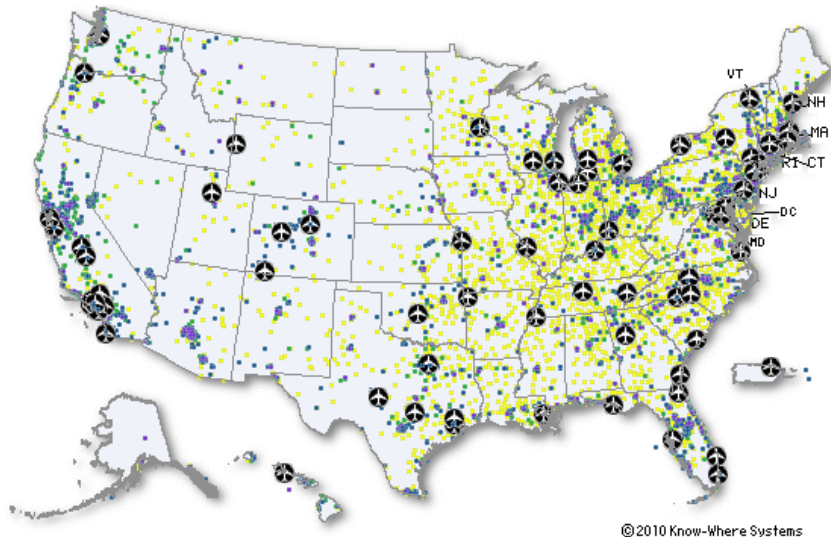 VT
NH
MA
RI-CT
NJ
DC
DE
MD
©2010 Know-Where Systems